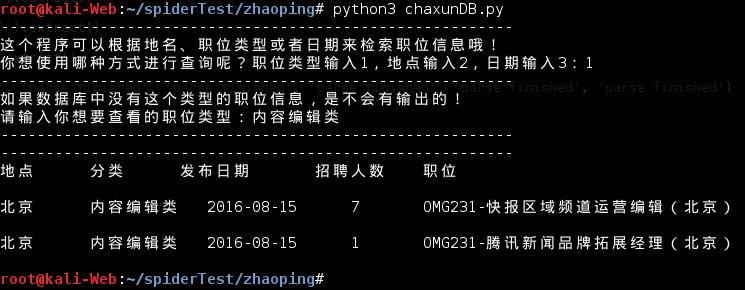 root@kali-Web:~/spiderTest/zhaoping# python3 chaxunDB.py
).extract()
---------------------------------------------------------
这个程序可以根据地名、职位类型或者日期来检索职位信息哦！
你想使用哪种方式进行查询呢？职位类型输入1，地点输入2，日期输入3：1
---------------------------------------------------------
'parse finished', 'parse finished', 'parse finished', 'parse finished')
如果数据库中没有这个类型的职位信息，是不会有输出的！
请输入你想要查看的职位类型：内容编辑类
---------------------------------------------------------
---------------------------------------------------------
地点 分类 发布日期 招聘人数 职位
北京 内容编辑类 2016-08-15 7 OMG231-快报区域频道运营编辑（北京）
北京 内容编辑类 2016-08-15 1 OMG231-腾讯新闻品牌拓展经理（北京）
root@kali-Web:~/spiderTest/zhaoping#